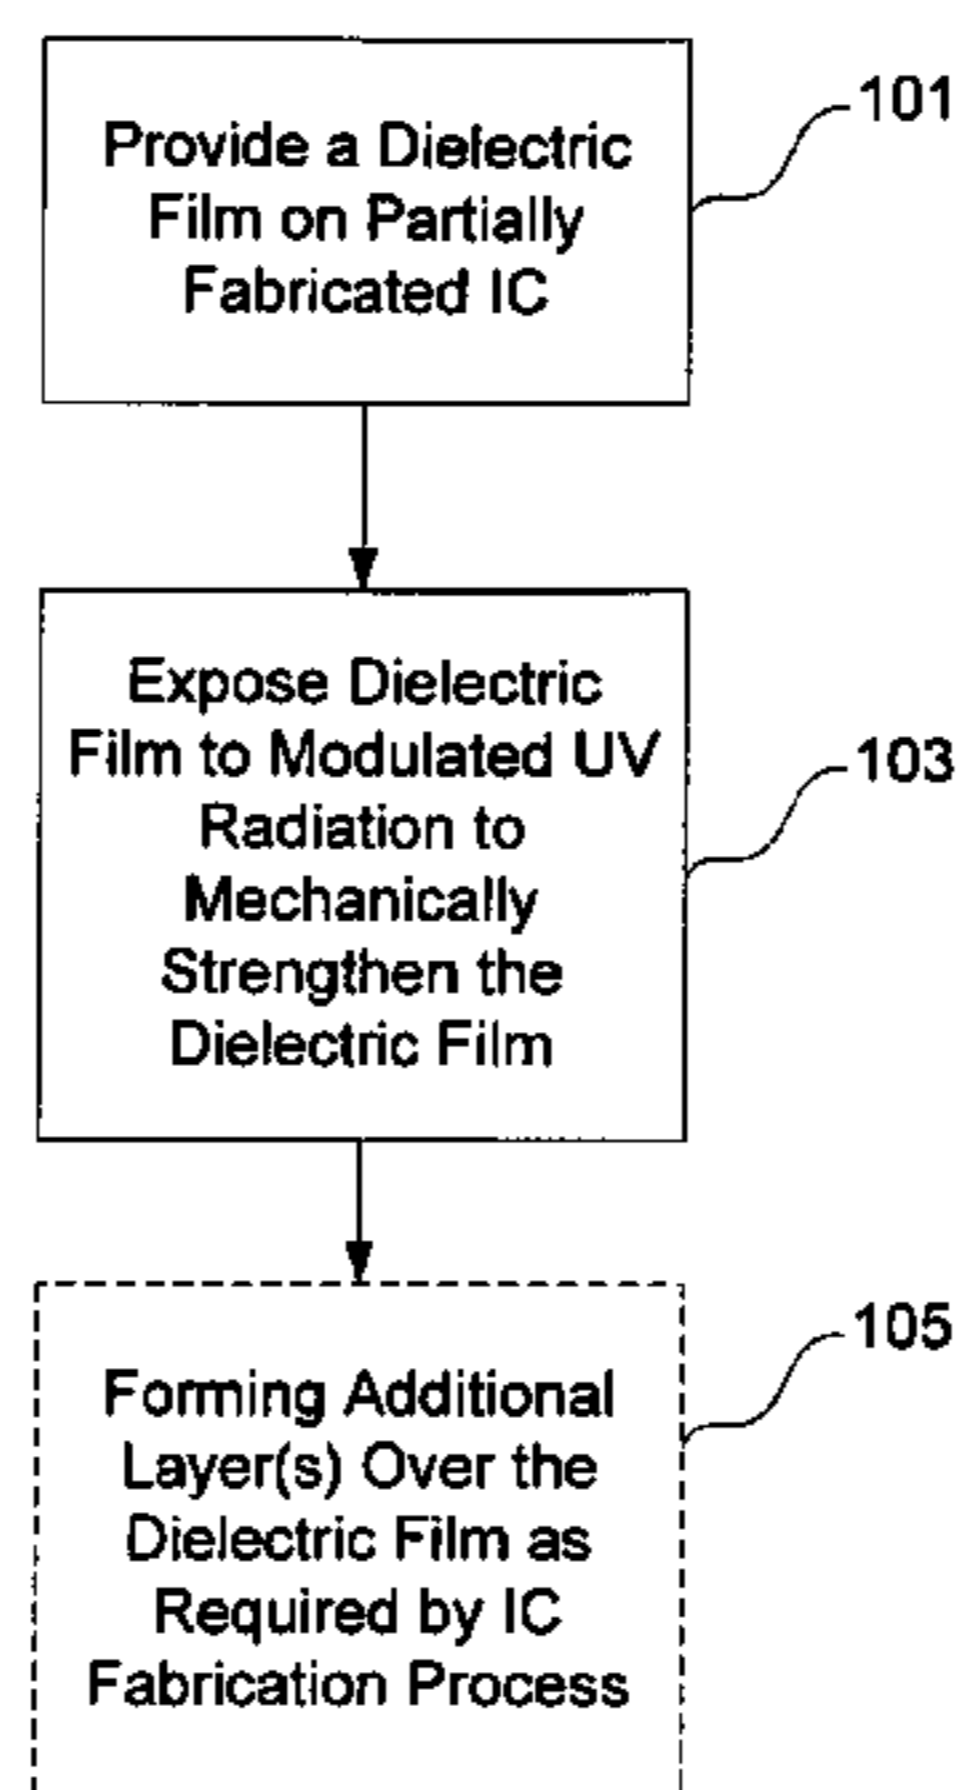 Provide a Dielectric
Film on Partially
Fabricated IC
101
Expose Dielectric
Film to Modulated UV
Radiation to
Mechanically
Strengthen the
Dielectric Film
103
Forming Additional
Layer(s) Over the
Dielectric Film as
Required by IC
Fabrication Process
105